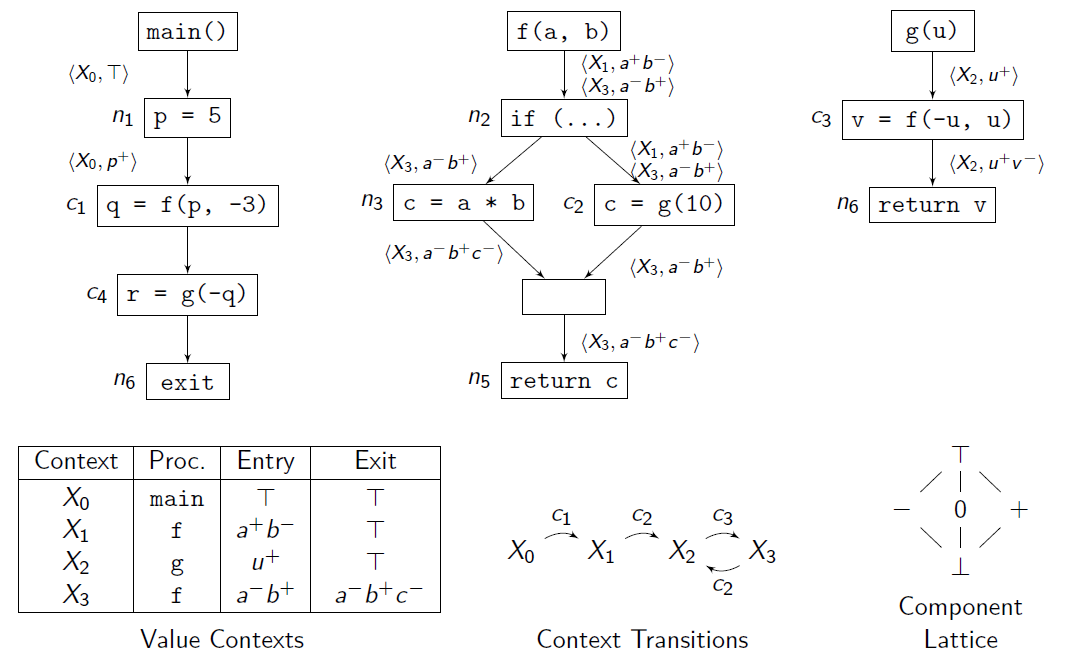 main()
⟨X₀, ⊤⟩
n₁ p = 5
⟨X₀, p⁺⟩
c₁ q = f(p, -3)
c₄ r = g(-q)
n₆ exit
f(a, b)
⟨X₁, a⁺b⁻⟩
⟨X₃, a⁻b⁺⟩
n₂ if (...)
⟨X₃, a⁻b⁺⟩
⟨X₁, a⁺b⁻⟩
⟨X₃, a⁻b⁺⟩
n₃ c = a * b
c₂ c = g(10)
⟨X₃, a⁻b⁺c⁻⟩
⟨X₃, a⁻b⁺⟩
⟨X₃, a⁻b⁺c⁻⟩
n₅ return c
g(u)
⟨X₂, u⁺⟩
c₃ v = f(-u, u)
⟨X₂, u⁺v⁻⟩
n₆ return v
Context Proc. Entry Exit
X₀ main ⊤ ⊤
X₁ f a⁺b⁻ ⊤
X₂ g u⁺ ⊤
X₃ f a⁻b⁺ a⁻b⁺c⁻
Value Contexts
c₁ c₂ c₃
X₀ X₁ X₂ X₃
c₂
Context Transitions
⊤
− 0 +
⊥
Component
Lattice